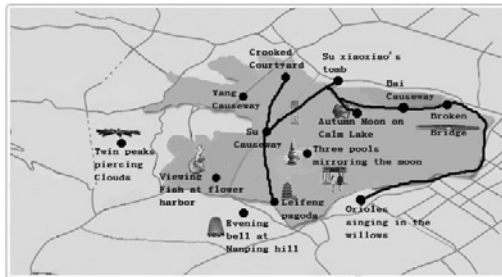 Crooked
Courtyard
Su xiaoxiao's
tomb
Yang
Causeway
Bai
Causeway
Broken
Bridge
Autumn Moon on
Calm Lake
Su
Causeway
Three pools
mirroring the moon
Twin peaks
piercing
Clouds
Viewing
Fish at flower
harbor
Leifeng
pagoda
Orioles
singing in the
willows
Evening
bell at
Nanping hill